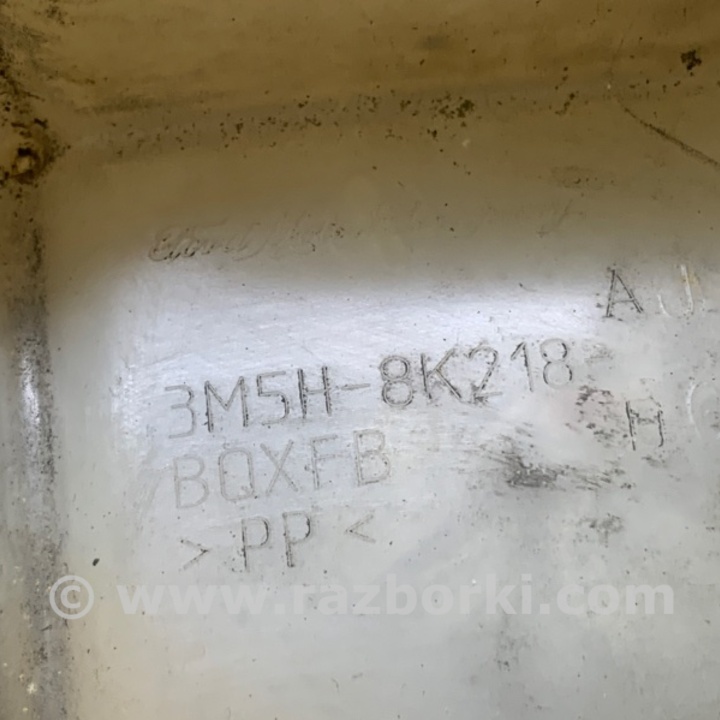 A J
3M5H-8K218
H
BQXFB
> PP <
© www.razborki.com